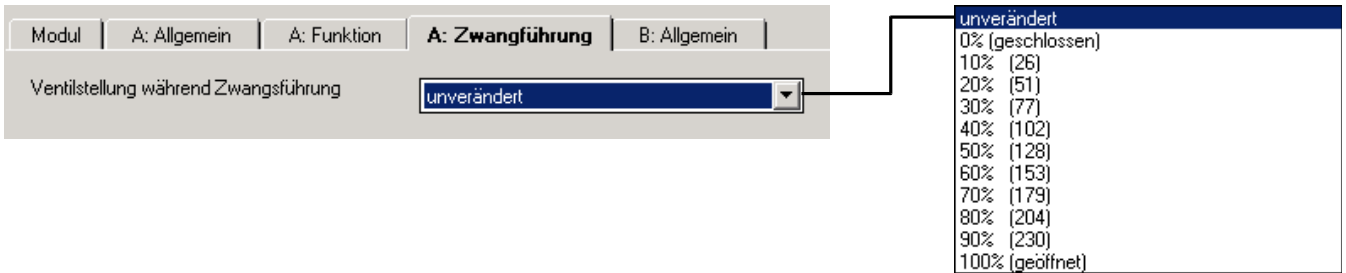 Modul A: Allgemein A: Funktion A: Zwangführung B: Allgemein
Ventilstellung während Zwangsführung unverändert
unverändert
0% (geschlossen)
10% (26)
20% (51)
30% (77)
40% (102)
50% (128)
60% (153)
70% (179)
80% (204)
90% (230)
100% (geöffnet)